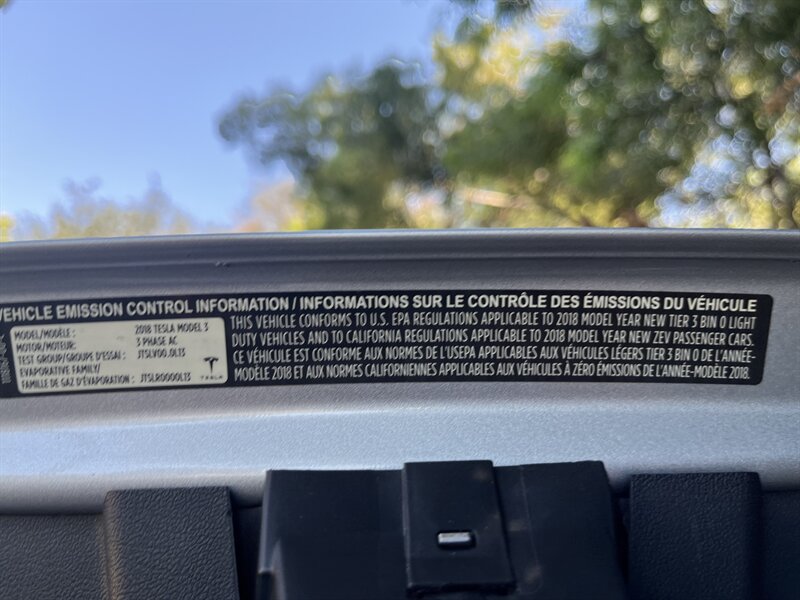 VEHICLE EMISSION CONTROL INFORMATION / INFORMATIONS SUR LE CONTRÔLE DES ÉMISSIONS DU VÉHICULE
MODEL/MODÈLE : 2018 TESLA MODEL 3
MOTOR/MOTEUR: 3 PHASE AC
TEST GROUP/GROUPE D'ESSAI : JTSLV00.0L13
EVAPORATIVE FAMILY/
FAMILLE DE GAZ D'ÉVAPORATION : JTSLR0000L13
TESLA
THIS VEHICLE CONFORMS TO U.S. EPA REGULATIONS APPLICABLE TO 2018 MODEL YEAR NEW TIER 3 BIN 0 LIGHT
DUTY VEHICLES AND TO CALIFORNIA REGULATIONS APPLICABLE TO 2018 MODEL YEAR NEW ZEV PASSENGER CARS.
CE VÉHICULE EST CONFORME AUX NORMES DE L'USEPA APPLICABLES AUX VÉHICULES LÉGERS TIER 3 BIN 0 DE L'ANNÉE-
MODÈLE 2018 ET AUX NORMES CALIFORNIENNES APPLICABLES AUX VÉHICULES À ZÉRO ÉMISSIONS DE L'ANNÉE-MODÈLE 2018.